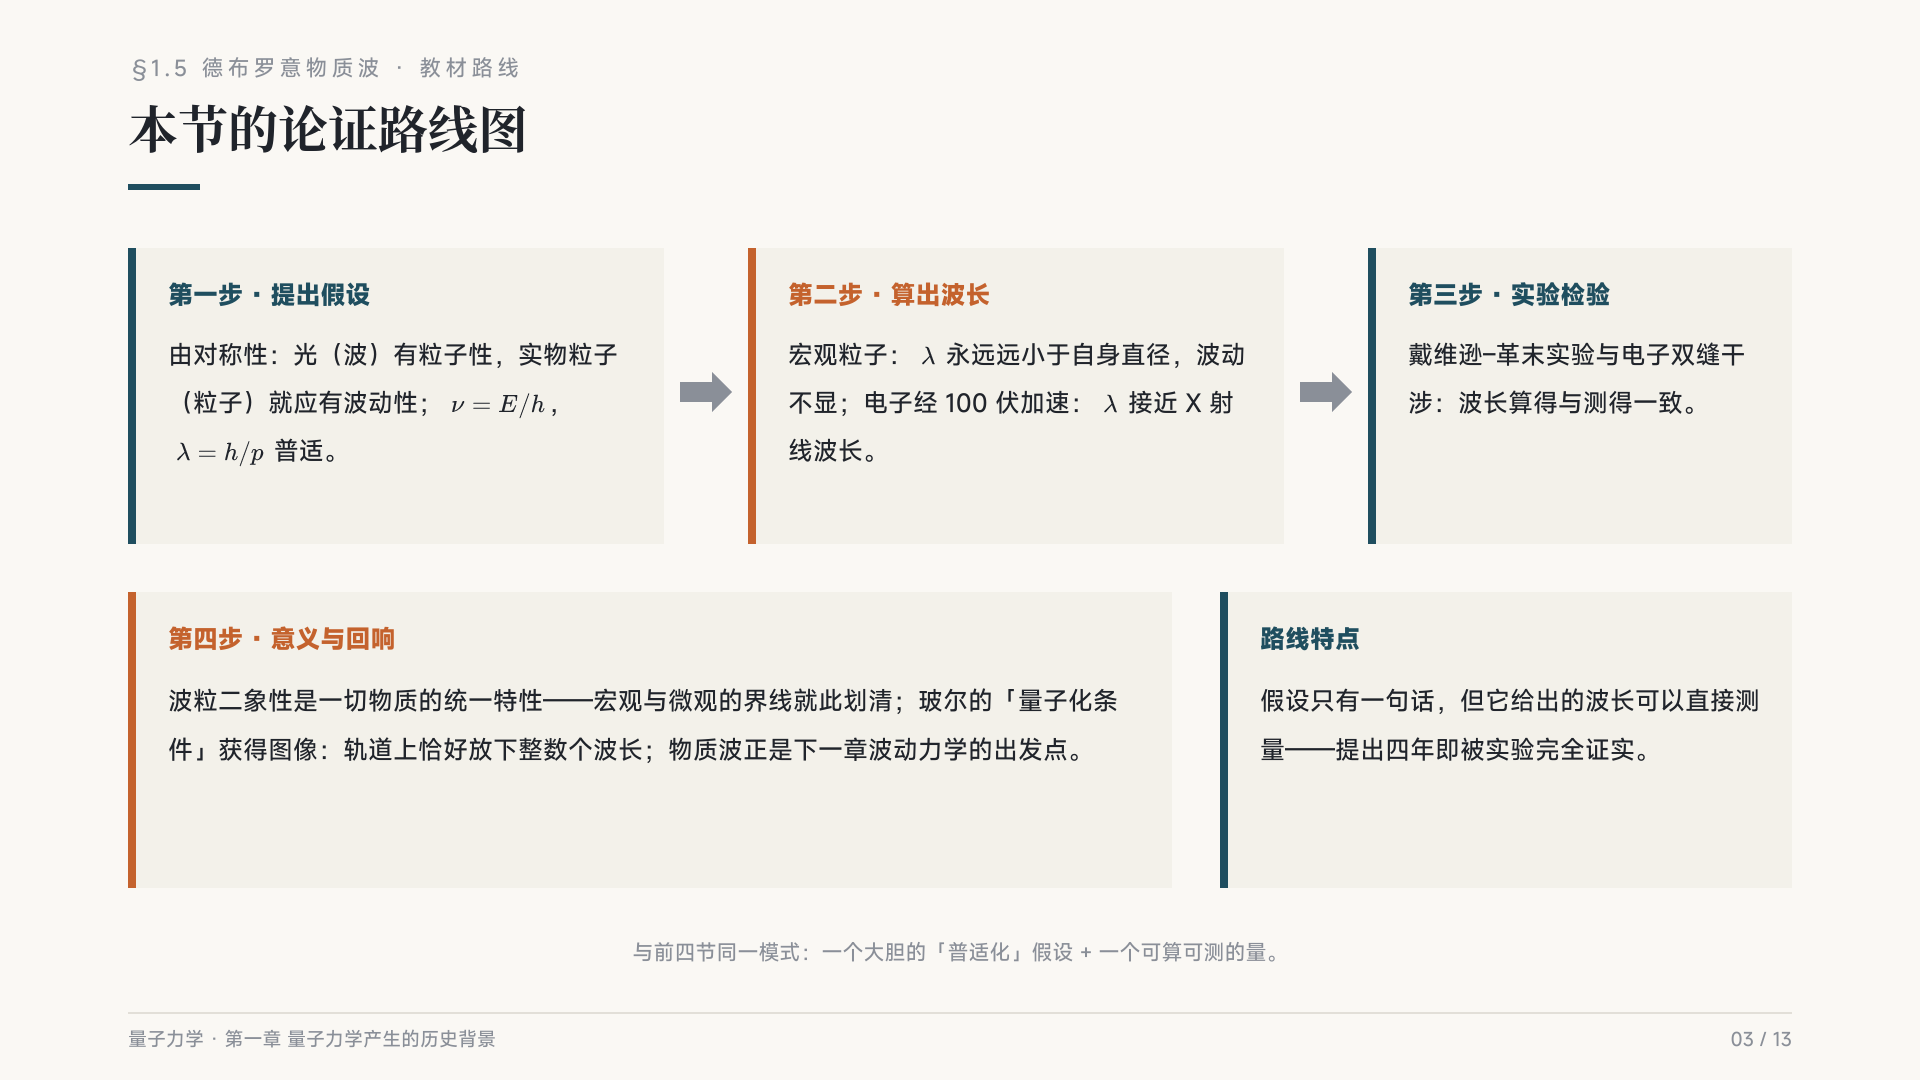 §1.5 德布罗意物质波 · 教材路线
本节的论证路线图
第一步 · 提出假设
由对称性：光（波）有粒子性，实物粒子
（粒子）就应有波动性； ν = E/h，
λ = h/p 普适。
第二步 · 算出波长
宏观粒子： λ 永远远小于自身直径，波动
不显；电子经 100 伏加速： λ 接近 X 射
线波长。
第三步 · 实验检验
戴维逊–革末实验与电子双缝干
涉：波长算得与测得一致。
第四步 · 意义与回响
波粒二象性是一切物质的统一特性——宏观与微观的界线就此划清；玻尔的「量子化条
件」获得图像：轨道上恰好放下整数个波长；物质波正是下一章波动力学的出发点。
路线特点
假设只有一句话，但它给出的波长可以直接测
量——提出四年即被实验完全证实。
与前四节同一模式：一个大胆的「普适化」假设 + 一个可算可测的量。
量子力学 · 第一章 量子力学产生的历史背景
03 / 13